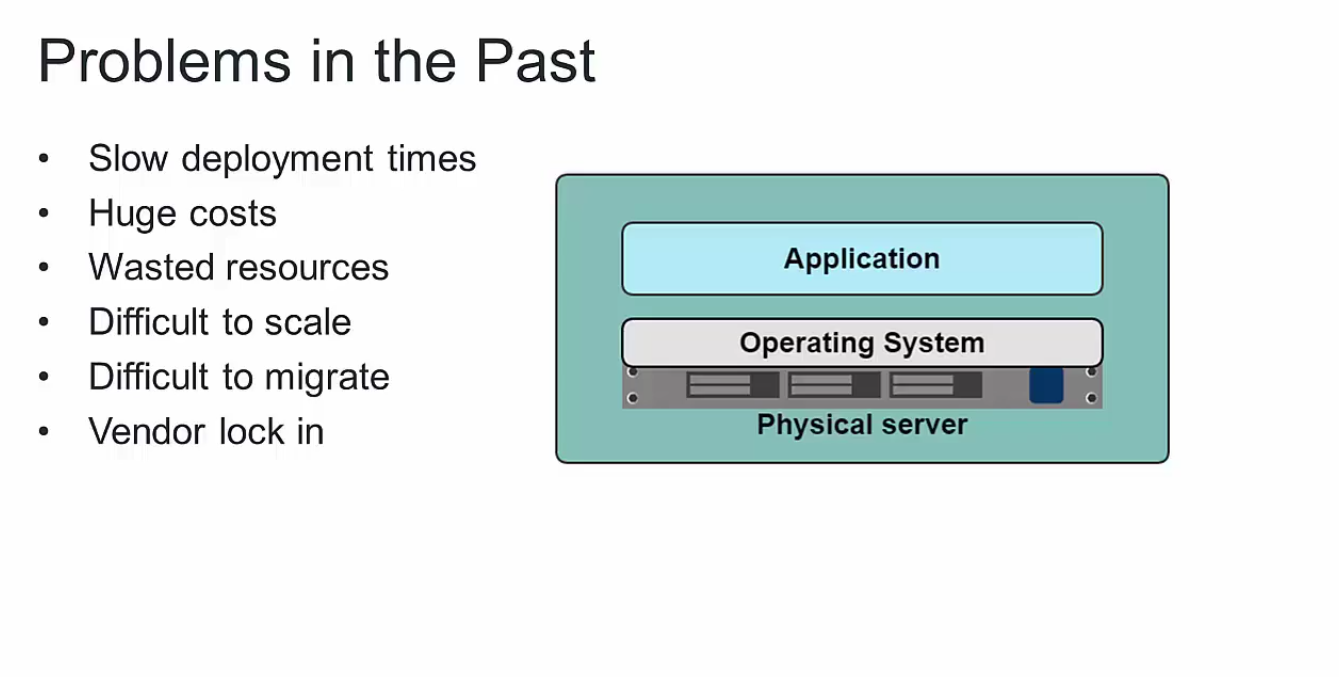 Problems in the Past
• Slow deployment times
• Huge costs
• Wasted resources
• Difficult to scale
• Difficult to migrate
• Vendor lock in
Application
Operating System
Physical server